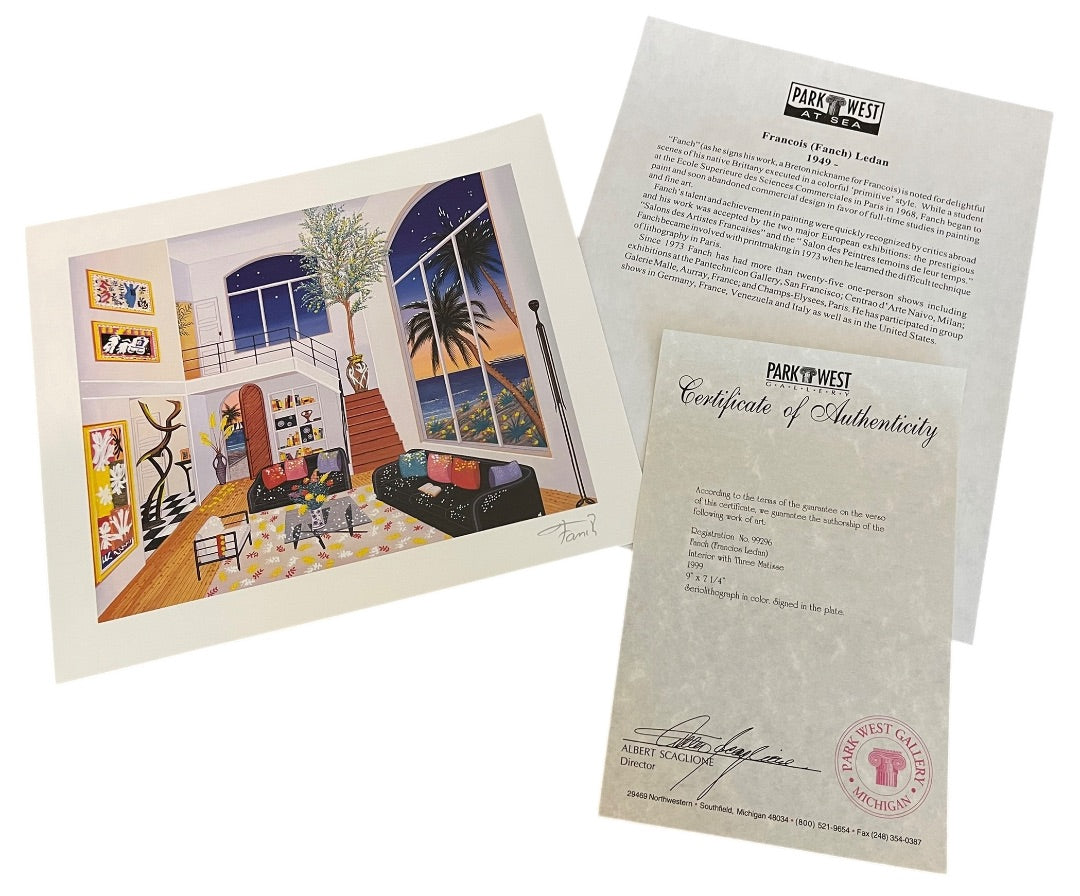 Fanch
PARK WEST
AT SEA
Francois (Fanch) Ledan
1949 -
"Fanch" (as he signs his work, a Breton nickname for Francois) is noted for delightful
scenes of his native Brittany executed in a colorful 'primitive' style. While a student
at the Ecole Superieure des Sciences Commerciales in Paris in 1968, Fanch began to
paint and soon abandoned commercial design in favor of full-time studies in painting
and fine art.
Fanch's talent and achievement in painting were quickly recognized by critics abroad
and his work was accepted by the two major European exhibitions: the prestigious
"Salons des Artistes Francaises" and the " Salon des Peintres temoins de leur temps."
Fanch became involved with printmaking in 1973 when he learned the difficult technique
of lithography in Paris.
Since 1973 Fanch has had more than twenty-five one-person shows including
exhibitions at the Pantechnicon Gallery, San Francisco; Centrao d'Arte Naivo, Milan;
Galerie Malle, Aurray, France; and Champs-Elysees, Paris. He has participated in group
shows in Germany, France, Venezuela and Italy as well as in the United States.
PARK WEST
G·A·L·L·E·R·Y
Certificate of Authenticity
According to the terms of the guarantee on the verso
of this certificate, we guarantee the authorship of the
following work of art.
Registration No. 99296
Fanch (Francios Ledan)
Interior with Three Matisse
1999
9" x 7 1/4"
Seriolithograph in color. Signed in the plate.
ALBERT SCAGLIONE
Director
PARK WEST GALLERY
• MICHIGAN •
29469 Northwestern • Southfield, Michigan 48034 • (800) 521-9654 • Fax (248) 354-0387